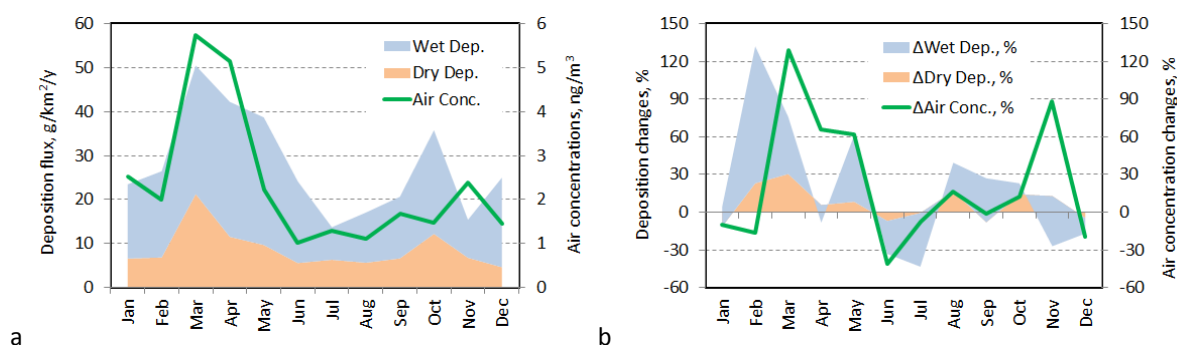 Deposition flux, g/km²/y
60
50
40
30
20
10
0
Wet Dep.
Dry Dep.
Air Conc.
6
5
4
3
2
1
0
Air concentrations, ng/m³
Jan Feb Mar Apr May Jun Jul Aug Sep Oct Nov Dec
a
Deposition changes, %
150
120
90
60
30
0
-30
-60
ΔWet Dep., %
ΔDry Dep., %
ΔAir Conc., %
150
120
90
60
30
0
-30
-60
Air concentration changes, %
Jan Feb Mar Apr May Jun Jul Aug Sep Oct Nov Dec
b